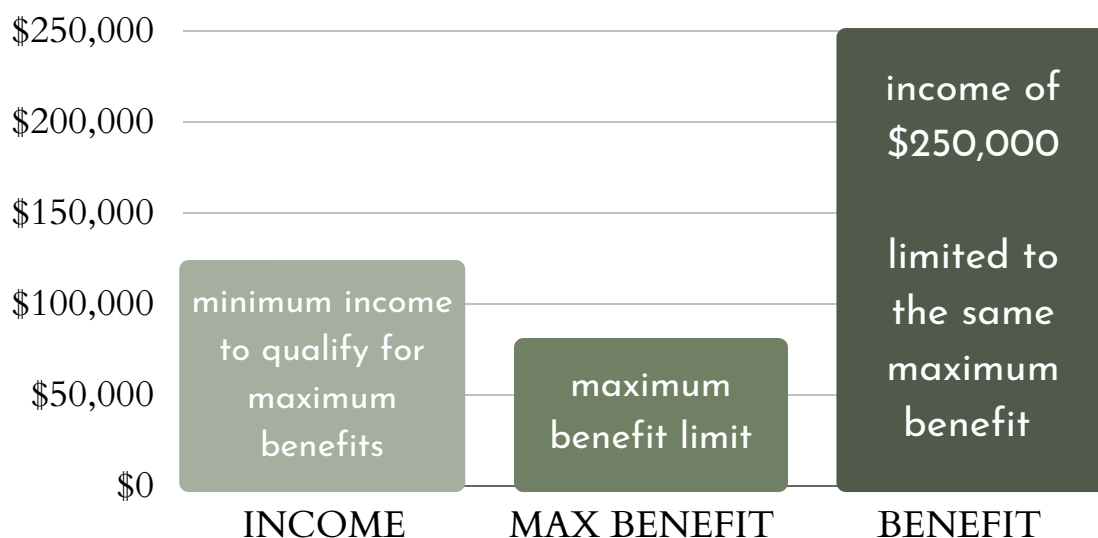 $250,000
$200,000
$150,000
$100,000
$50,000
$0
minimum income
to qualify for
maximum
benefits
maximum
benefit limit
income of
$250,000
limited to
the same
maximum
benefit
INCOME
MAX BENEFIT
BENEFIT